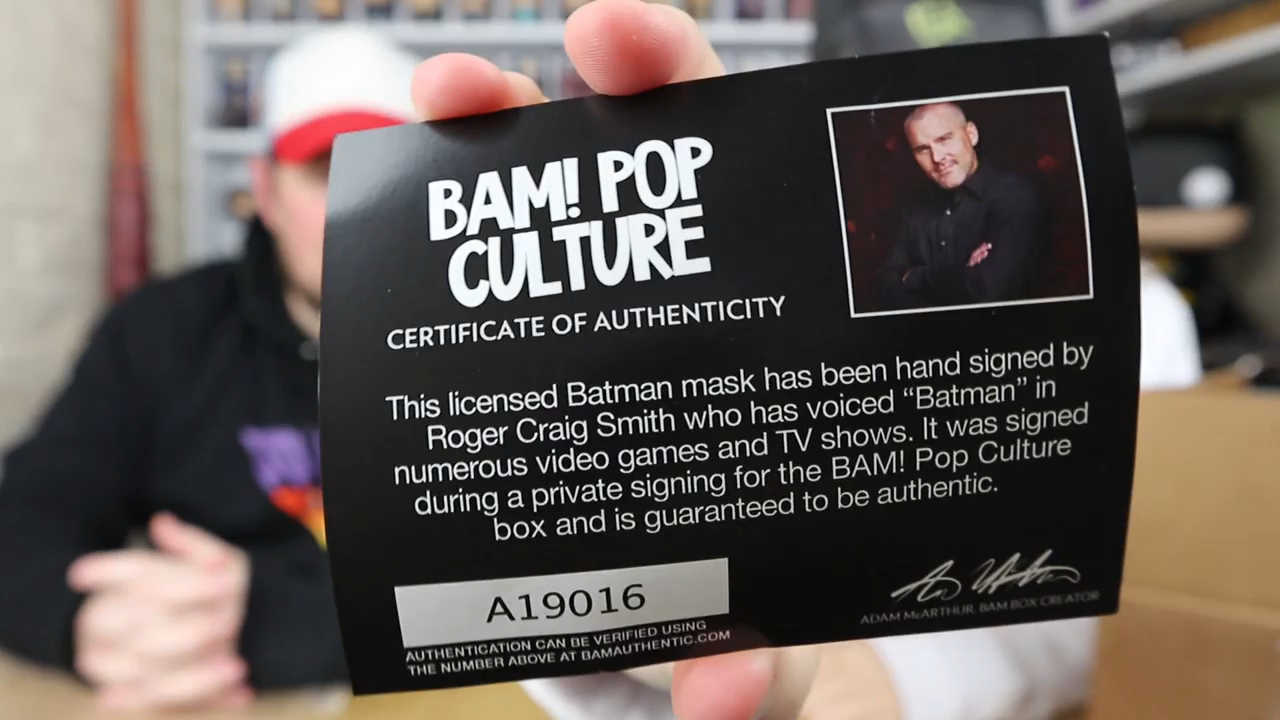 BAM! POP
CULTURE
CERTIFICATE OF AUTHENTICITY
This licensed Batman mask has been hand signed by
Roger Craig Smith who has voiced “Batman” in
numerous video games and TV shows. It was signed
during a private signing for the BAM! Pop Culture
box and is guaranteed to be authentic.
A19016
AUTHENTICATION CAN BE VERIFIED USING
THE NUMBER ABOVE AT BAMAUTHENTIC.COM
ADAM McARTHUR, BAM BOX CREATOR